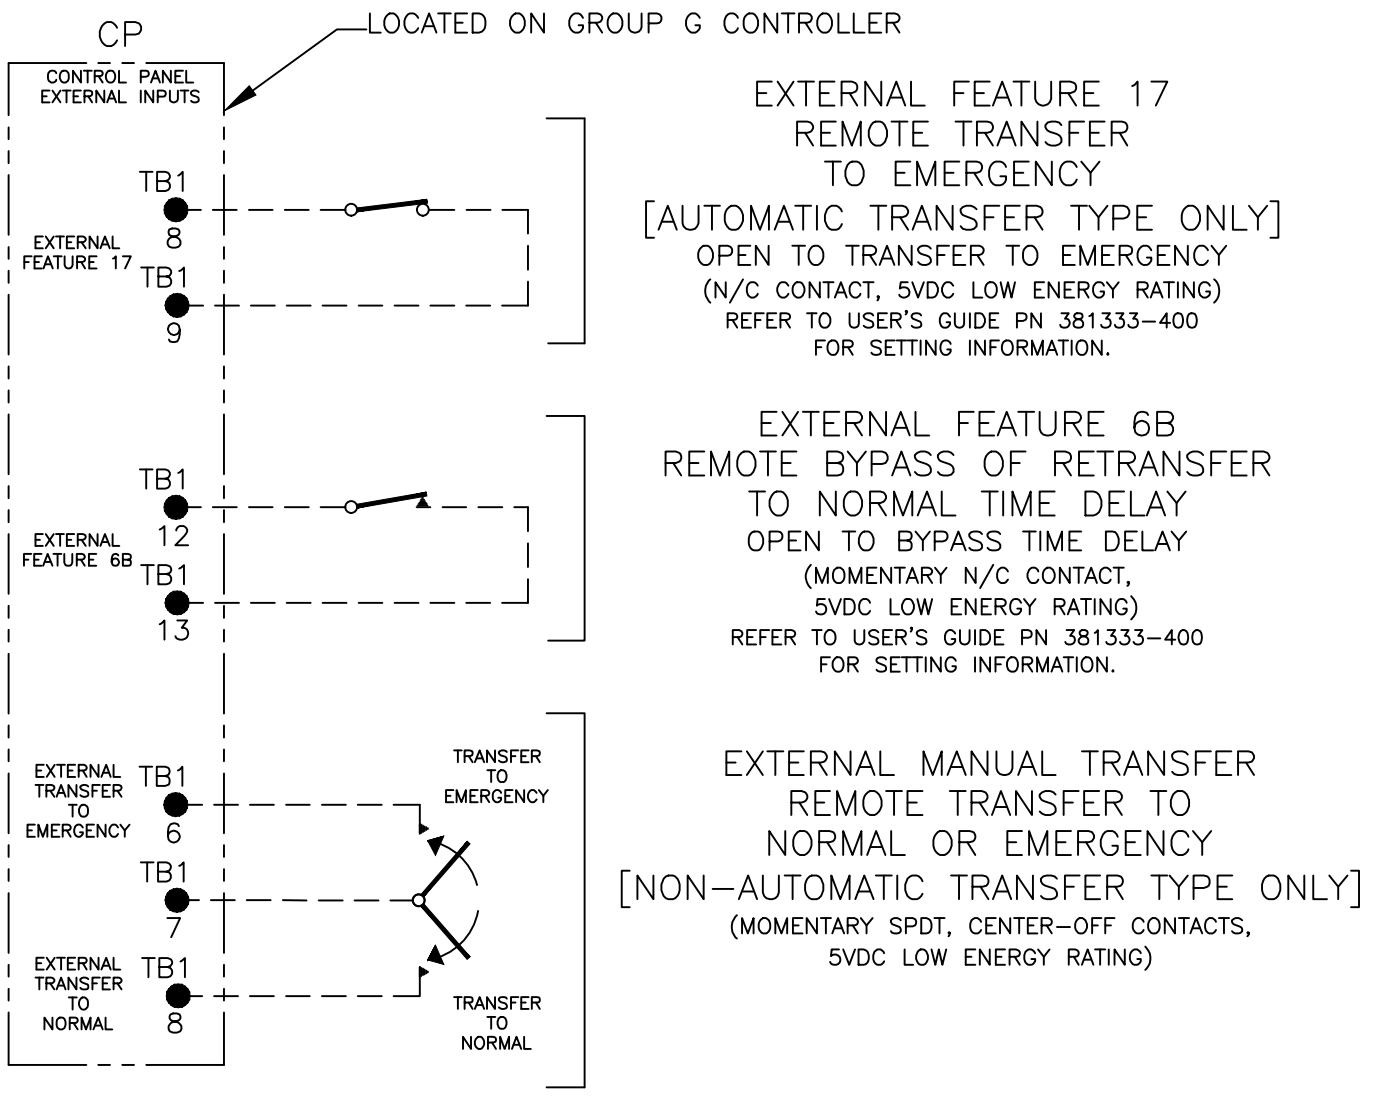 LOCATED ON GROUP G CONTROLLER
CP
CONTROL PANEL
EXTERNAL INPUTS
TB1
8
EXTERNAL
FEATURE 17
TB1
9
EXTERNAL FEATURE 17
REMOTE TRANSFER
TO EMERGENCY
[AUTOMATIC TRANSFER TYPE ONLY]
OPEN TO TRANSFER TO EMERGENCY
(N/C CONTACT, 5VDC LOW ENERGY RATING)
REFER TO USER'S GUIDE PN 381333-400
FOR SETTING INFORMATION.
TB1
12
EXTERNAL
FEATURE 6B
TB1
13
EXTERNAL FEATURE 6B
REMOTE BYPASS OF RETRANSFER
TO NORMAL TIME DELAY
OPEN TO BYPASS TIME DELAY
(MOMENTARY N/C CONTACT,
5VDC LOW ENERGY RATING)
REFER TO USER'S GUIDE PN 381333-400
FOR SETTING INFORMATION.
EXTERNAL
TRANSFER
TO
EMERGENCY
TB1
6
TB1
7
EXTERNAL
TRANSFER
TO
NORMAL
TB1
8
TRANSFER
TO
EMERGENCY
TRANSFER
TO
NORMAL
EXTERNAL MANUAL TRANSFER
REMOTE TRANSFER TO
NORMAL OR EMERGENCY
[NON-AUTOMATIC TRANSFER TYPE ONLY]
(MOMENTARY SPDT, CENTER-OFF CONTACTS,
5VDC LOW ENERGY RATING)